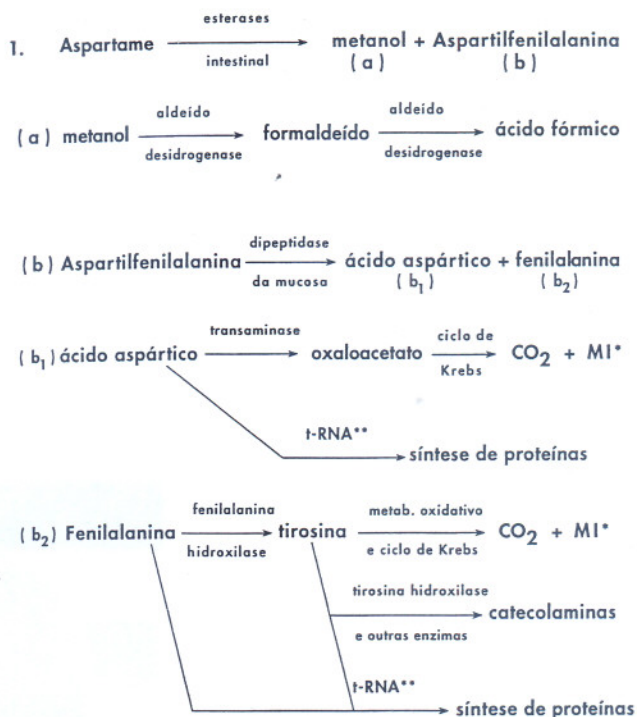 esterases
1. Aspartame metanol + Aspartilfenilalanina
intestinal (a) (b)
aldeído aldeído
(a) metanol formaldeído ácido fórmico
desidrogenase desidrogenase
dipeptidase
(b) Aspartilfenilalanina ácido aspártico + fenilalanina
da mucosa (b1) (b2)
transaminase ciclo de
(b1) ácido aspártico oxaloacetato CO2 + MI*
Krebs
t-RNA**
síntese de proteínas
fenilalanina metab. oxidativo
(b2) Fenilalanina tirosina CO2 + MI*
hidroxilase e ciclo de Krebs
tirosina hidroxilase
catecolaminas
e outras enzimas
t-RNA**
síntese de proteínas